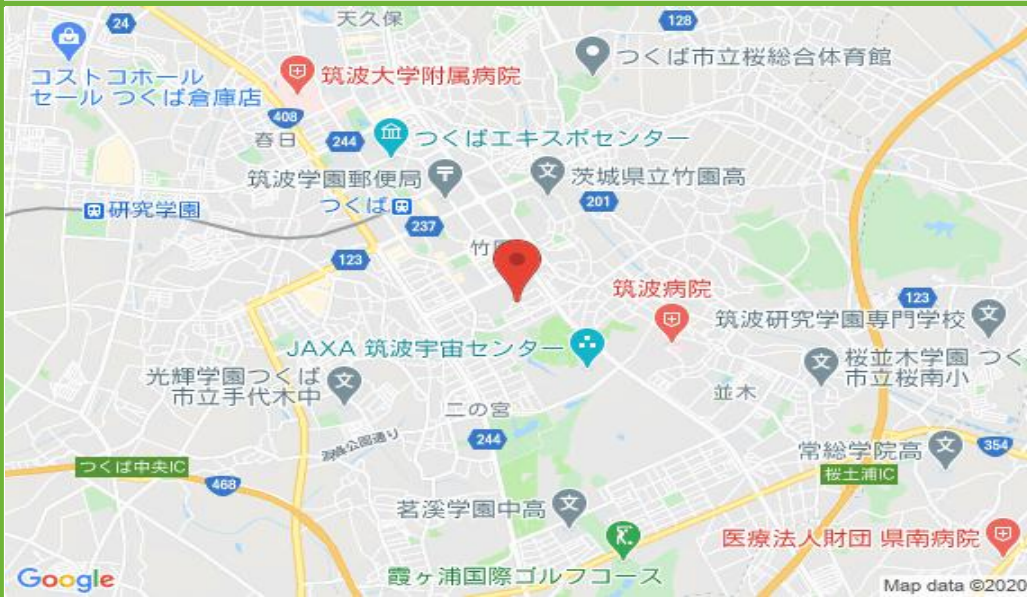 天久保
24
128
つくば市立桜総合体育館
コストコホール
セール つくば倉庫店
筑波大学附属病院
408
春日
244
つくばエキスポセンター
筑波学園郵便局
茨城県立竹園高
研究学園
つくば
201
237
竹
123
筑波病院
123
筑波研究学園専門学校
JAXA 筑波宇宙センター
光輝学園つくば
市立手代木中
桜並木学園 つく
市立桜南小
並木
二の宮
244
洞峰公園通り
常総学院高
354
つくば中央IC
468
桜土浦IC
茗溪学園中高
医療法人財団 県南病院
霞ヶ浦国際ゴルフコース
Google
Map data ©2020